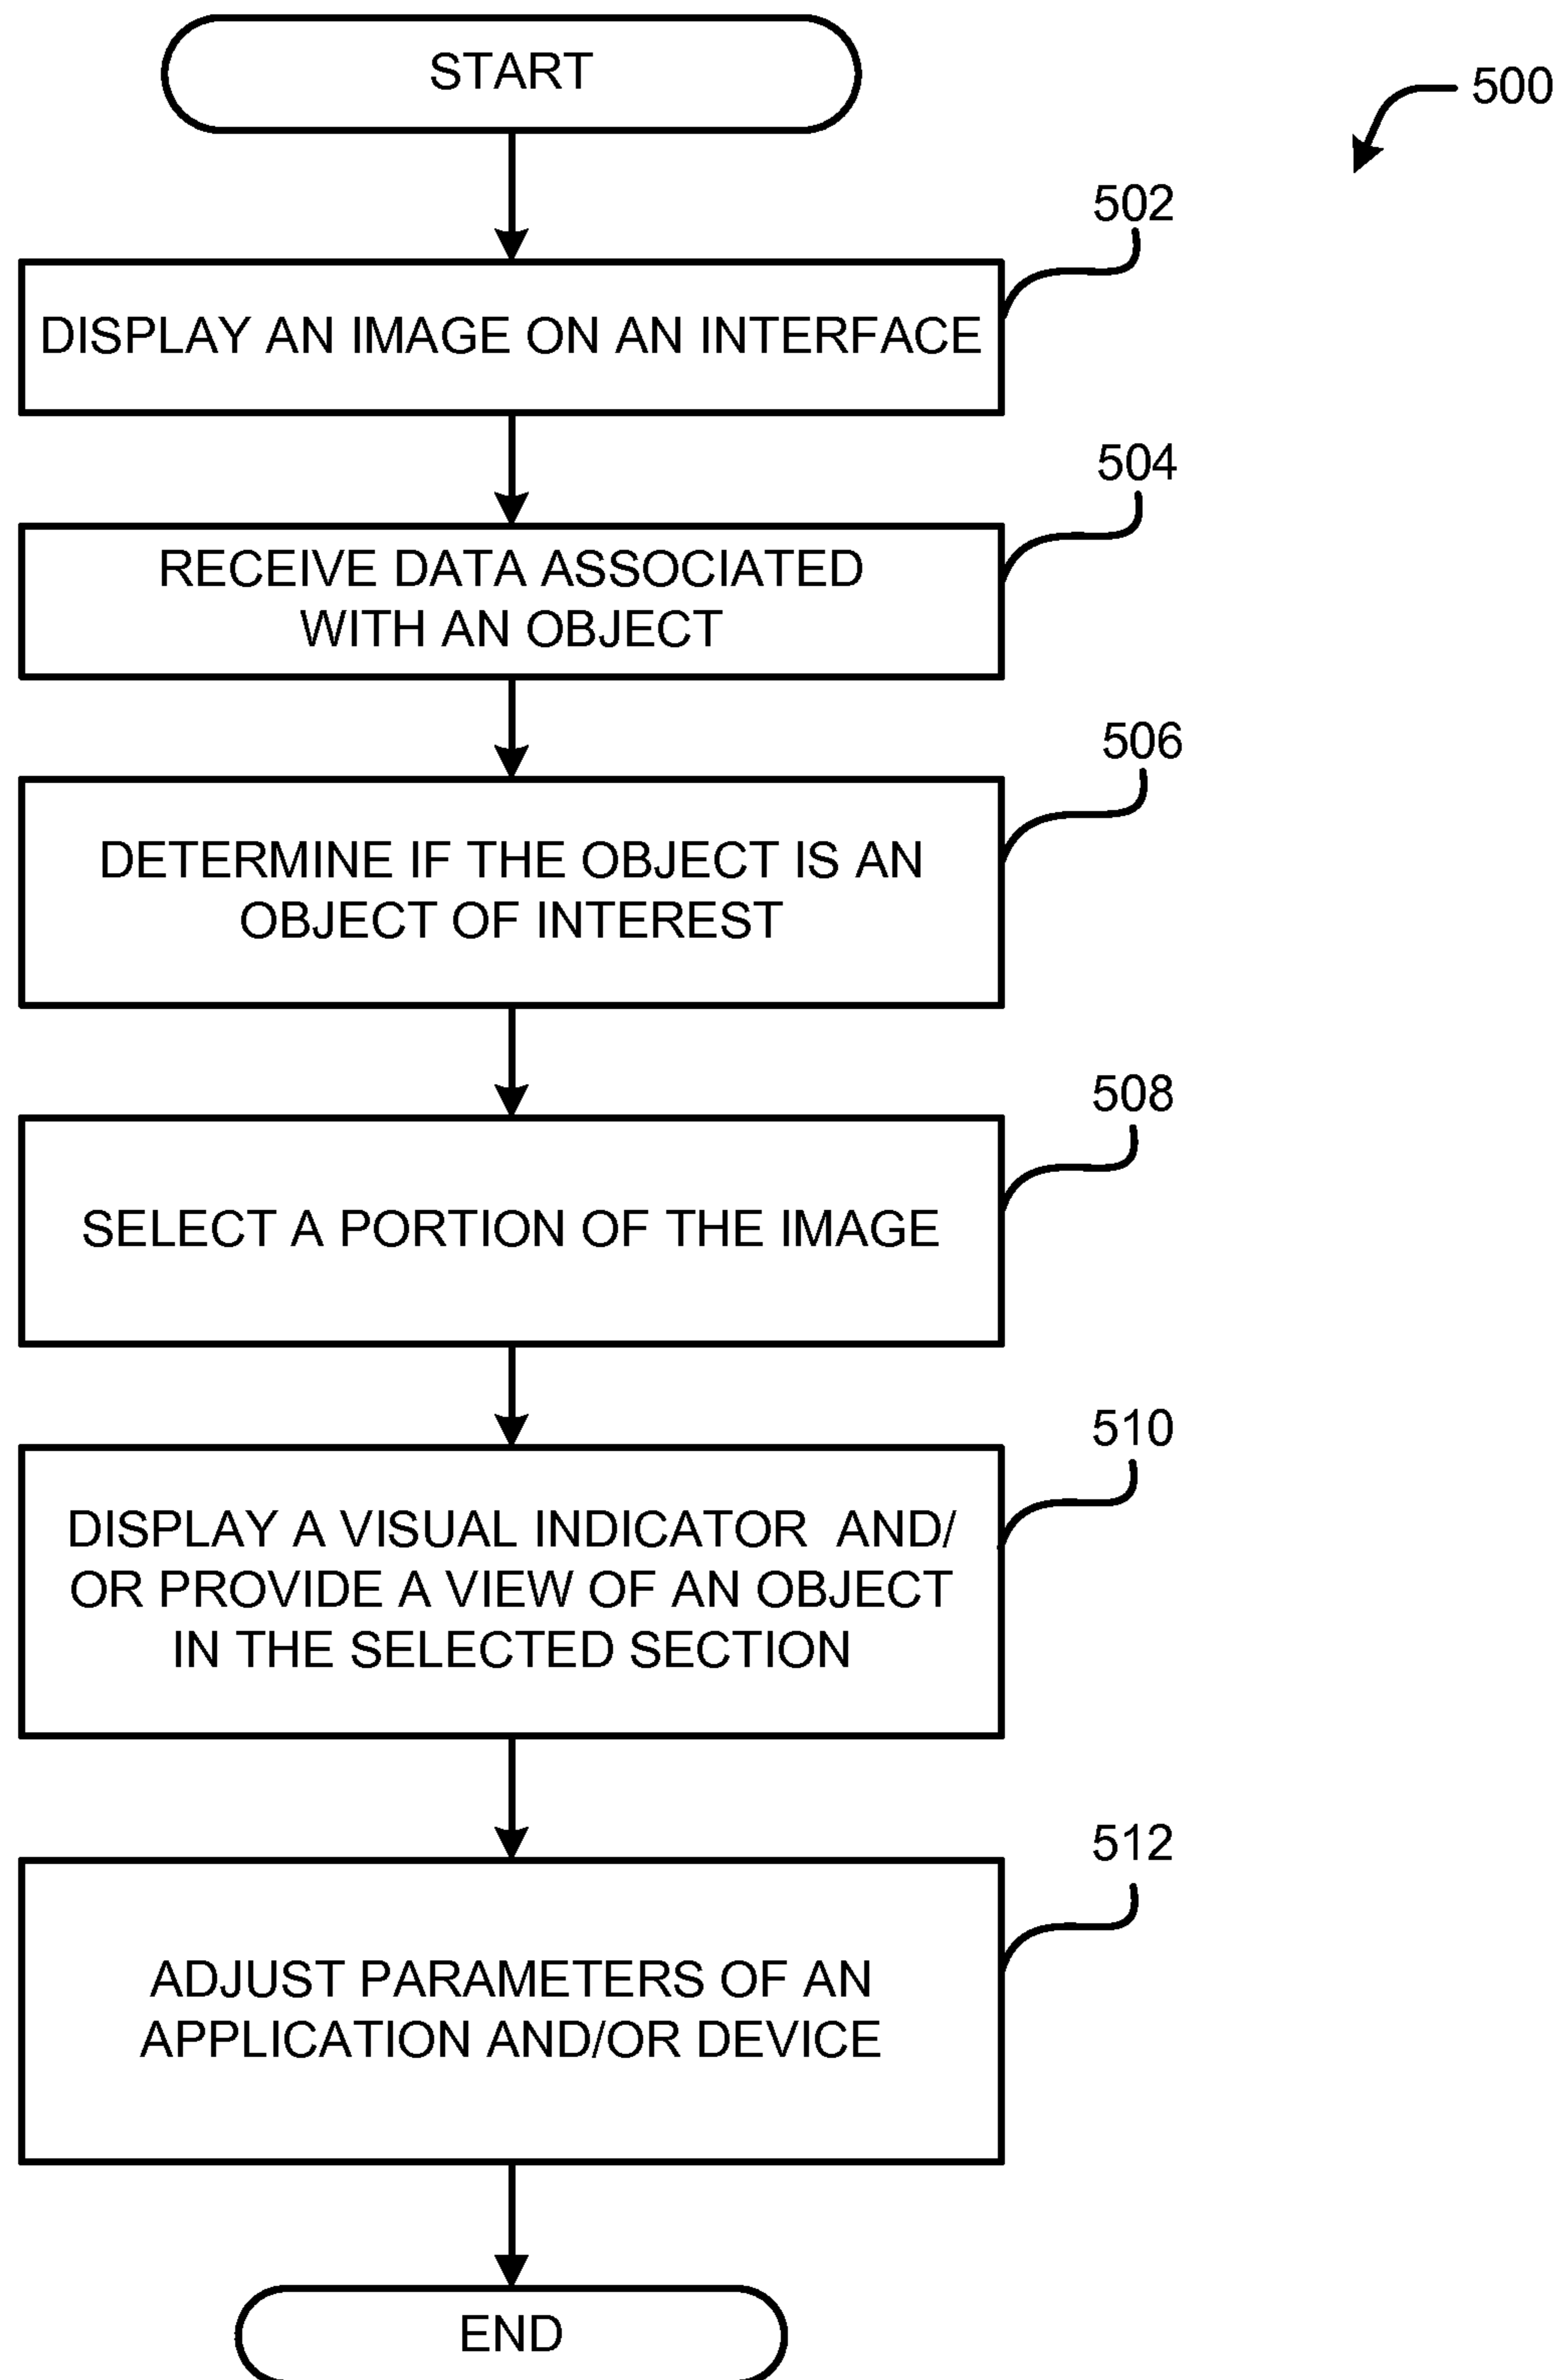 START
500
502
DISPLAY AN IMAGE ON AN INTERFACE
504
RECEIVE DATA ASSOCIATED
WITH AN OBJECT
506
DETERMINE IF THE OBJECT IS AN
OBJECT OF INTEREST
508
SELECT A PORTION OF THE IMAGE
510
DISPLAY A VISUAL INDICATOR AND/
OR PROVIDE A VIEW OF AN OBJECT
IN THE SELECTED SECTION
512
ADJUST PARAMETERS OF AN
APPLICATION AND/OR DEVICE
END